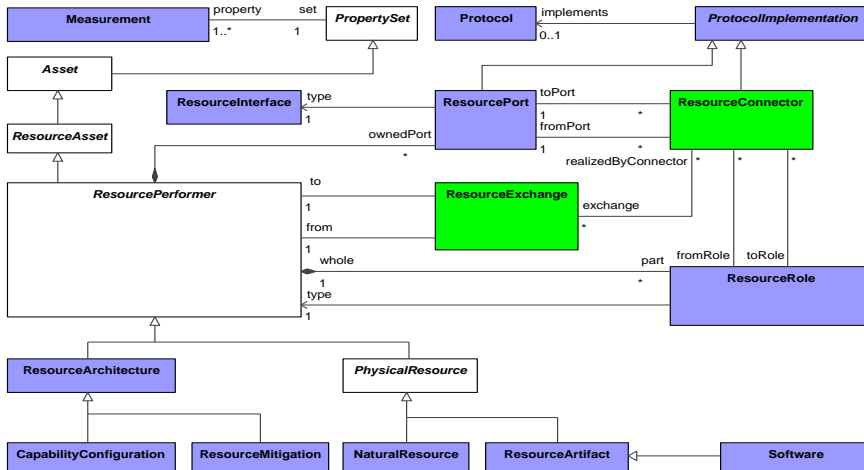 Measurement
property
set
1..*
1
PropertySet
Protocol
implements
0..1
ProtocolImplementation
Asset
ResourceInterface
type
1
ResourcePort
toPort
1
*
fromPort
1
*
ResourceConnector
ResourceAsset
ownedPort
*
realizedByConnector
*
*
*
ResourcePerformer
to
1
from
1
ResourceExchange
exchange
*
whole
1
part
*
fromRole
toRole
type
1
ResourceRole
ResourceArchitecture
PhysicalResource
CapabilityConfiguration
ResourceMitigation
NaturalResource
ResourceArtifact
Software